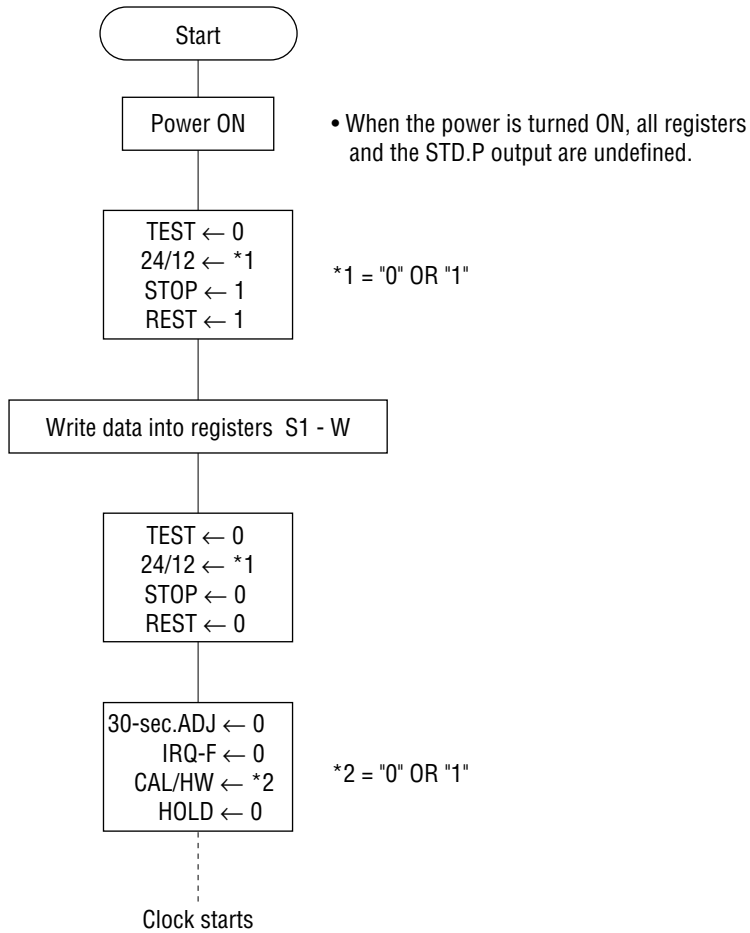 Start
Power ON
• When the power is turned ON, all registers
and the STD.P output are undefined.
TEST ← 0
24/12 ← *1
STOP ← 1
REST ← 1
*1 = "0" OR "1"
Write data into registers S1 - W
TEST ← 0
24/12 ← *1
STOP ← 0
REST ← 0
30-sec.ADJ ← 0
IRQ-F ← 0
CAL/HW ← *2
HOLD ← 0
*2 = "0" OR "1"
Clock starts